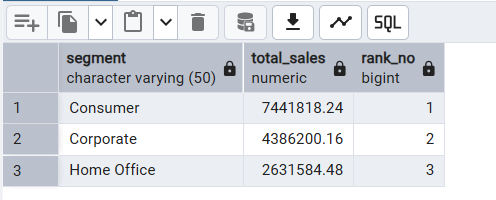 SQL
segment total_sales rank_no
character varying (50) numeric bigint
1 Consumer 7441818.24 1
2 Corporate 4386200.16 2
3 Home Office 2631584.48 3